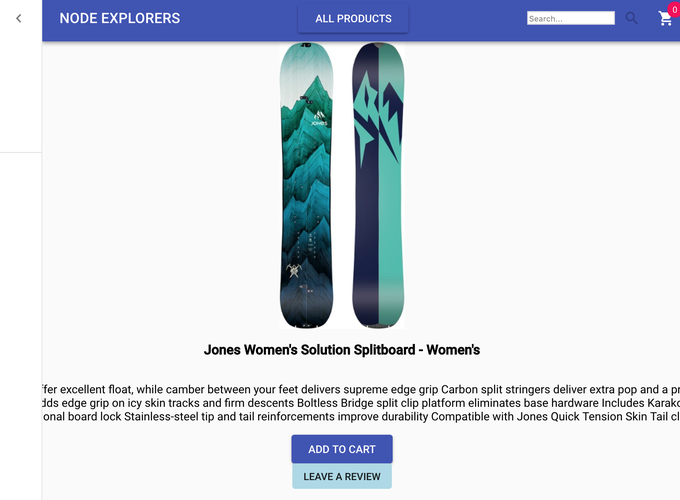 NODE EXPLORERS
ALL PRODUCTS
Search...
0
JONES
Jones Women's Solution Splitboard - Women's
ffer excellent float, while camber between your feet delivers supreme edge grip Carbon split stringers deliver extra pop and a pr
dds edge grip on icy skin tracks and firm descents Boltless Bridge split clip platform eliminates base hardware Includes Karako
onal board lock Stainless-steel tip and tail reinforcements improve durability Compatible with Jones Quick Tension Skin Tail cl
ADD TO CART
LEAVE A REVIEW